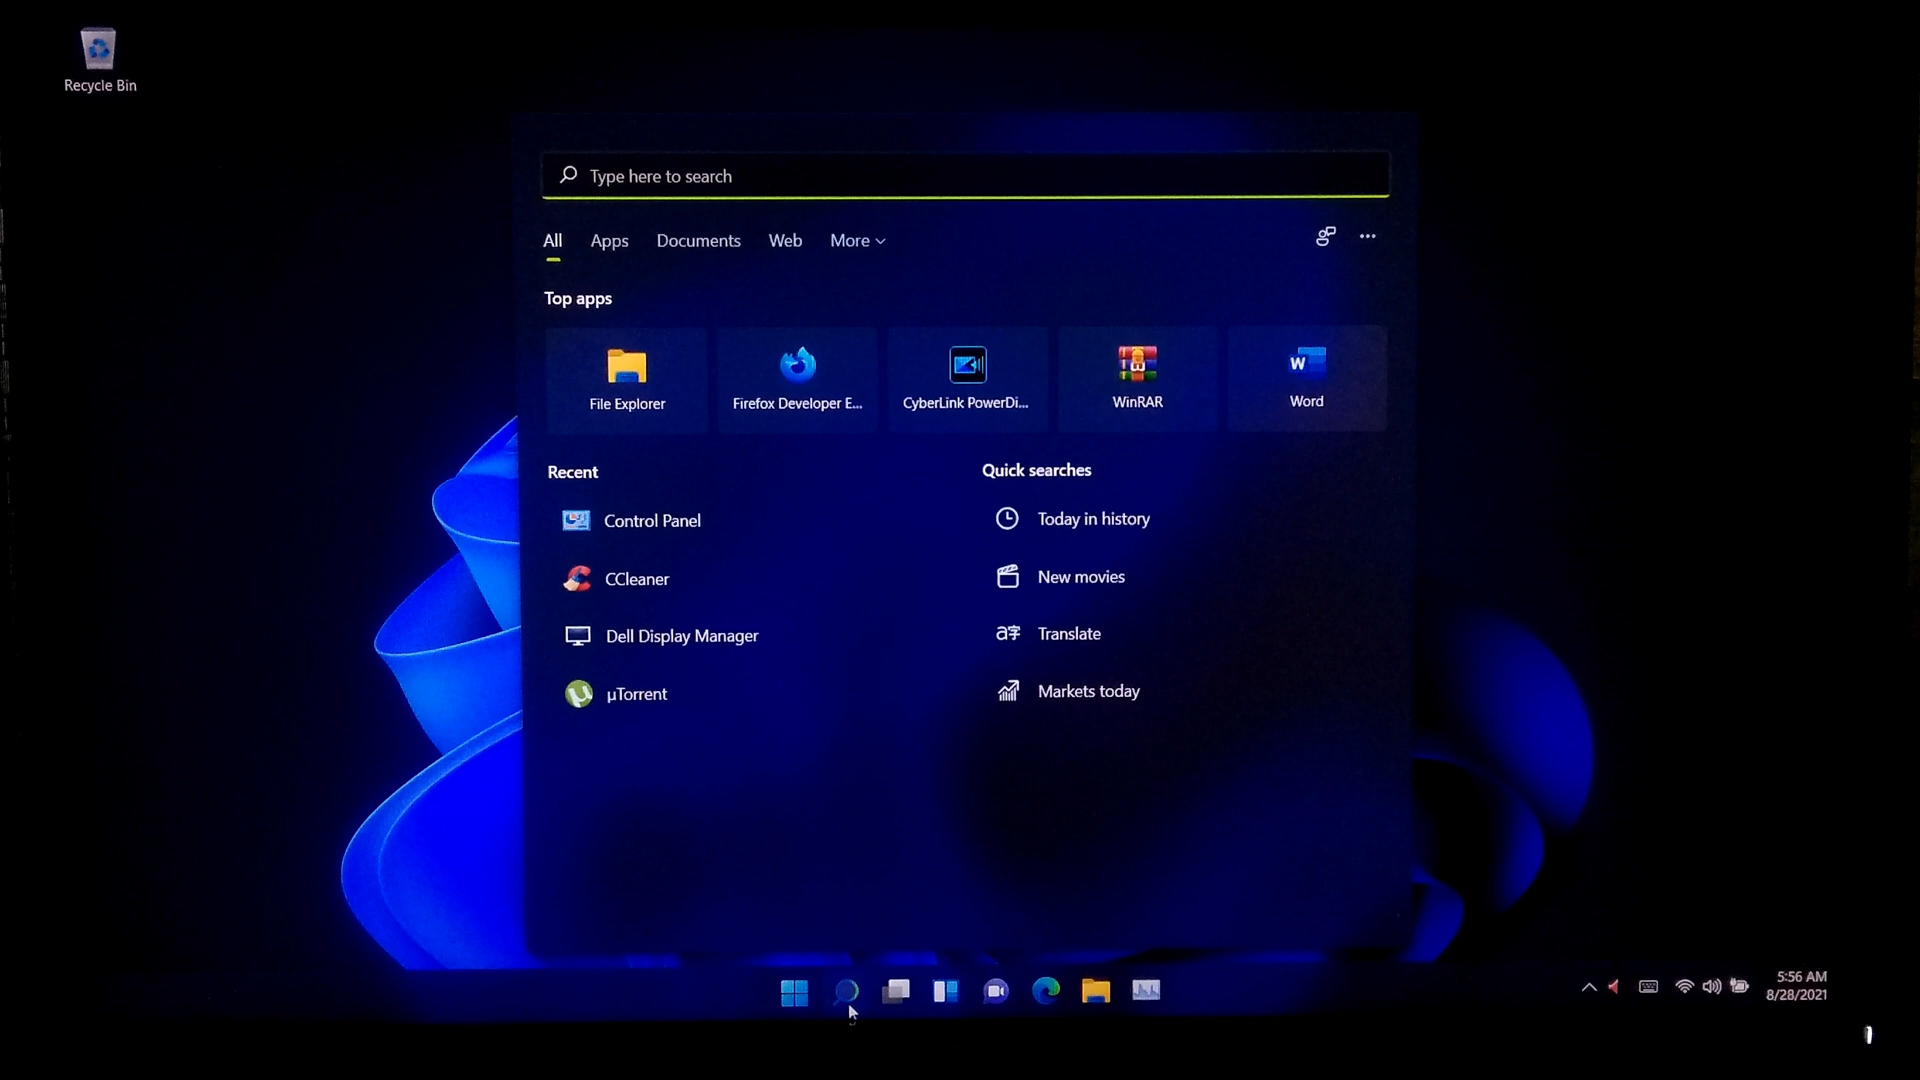 Recycle Bin
Type here to search
All Apps Documents Web More
Top apps
File Explorer Firefox Developer E... CyberLink PowerDi... WinRAR Word
Recent
Quick searches
Control Panel
Today in history
CCleaner
New movies
Dell Display Manager
Translate
µTorrent
Markets today
5:56 AM
8/28/2021